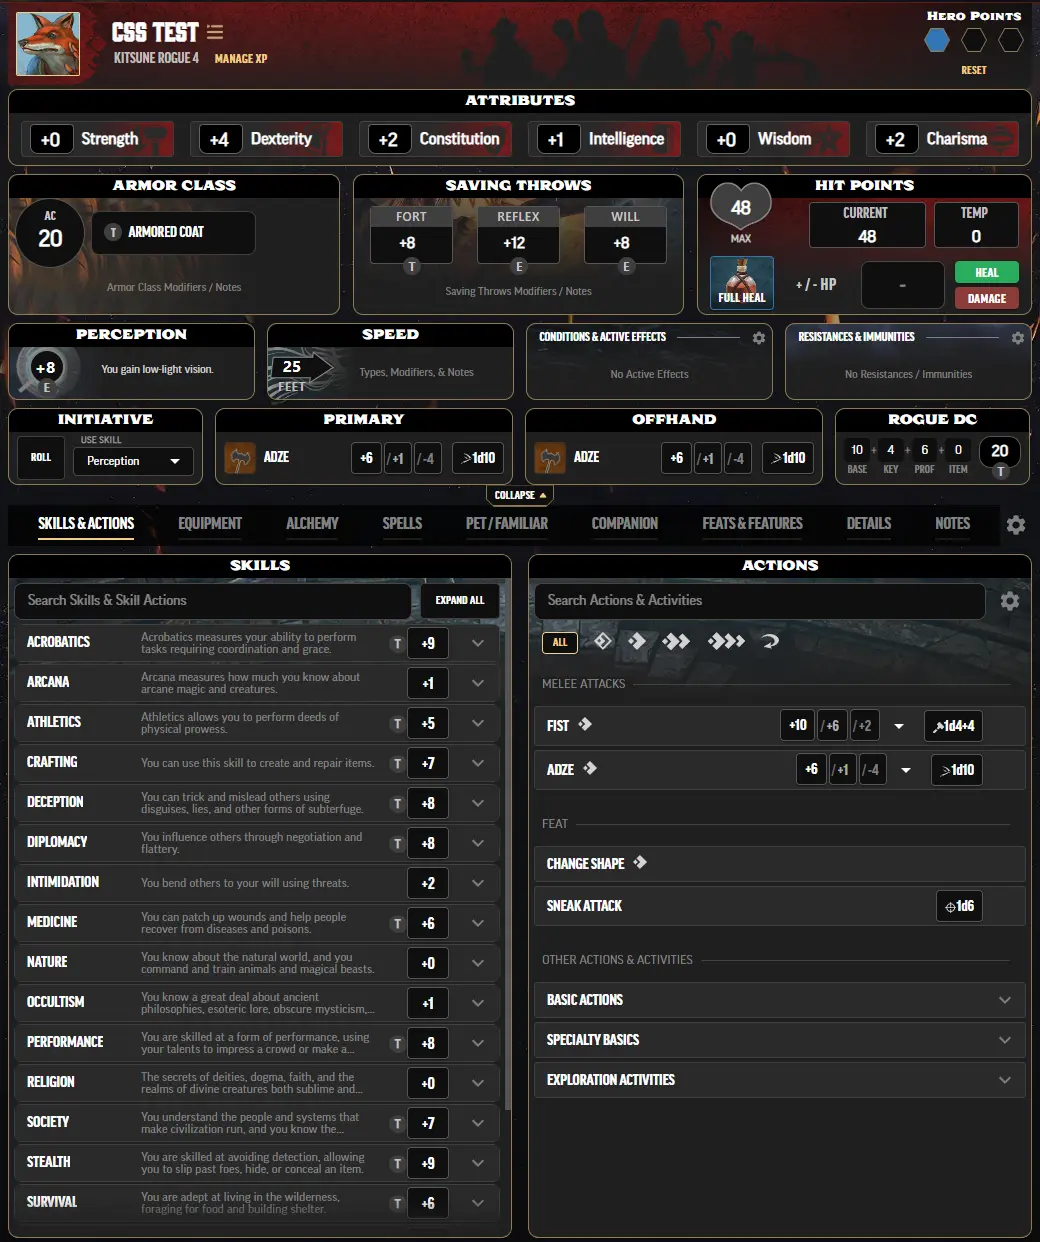 CSS TEST
KITSUNE ROGUE 4 MANAGE XP
HERO POINTS
RESET
ATTRIBUTES
+0 Strength +4 Dexterity +2 Constitution +1 Intelligence +0 Wisdom +2 Charisma
ARMOR CLASS
AC
20
T ARMORED COAT
Armor Class Modifiers / Notes
SAVING THROWS
FORT REFLEX WILL
+8 +12 +8
T E E
Saving Throws Modifiers / Notes
HIT POINTS
48
MAX
CURRENT
48
TEMP
0
FULL HEAL
+ / - HP
-
HEAL
DAMAGE
PERCEPTION
+8
E
You gain low-light vision.
SPEED
25
FEET
Types, Modifiers, & Notes
CONDITIONS & ACTIVE EFFECTS
No Active Effects
RESISTANCES & IMMUNITIES
No Resistances / Immunities
INITIATIVE
ROLL
USE SKILL
Perception
PRIMARY
ADZE +6 / +1 / -4 1d10
OFFHAND
ADZE +6 / +1 / -4 1d10
ROGUE DC
10 + 4 + 6 + 0 20
BASE KEY PROF ITEM T
COLLAPSE
SKILLS & ACTIONS EQUIPMENT ALCHEMY SPELLS PET / FAMILIAR COMPANION FEATS & FEATURES DETAILS NOTES
SKILLS
Search Skills & Skill Actions EXPAND ALL
ACROBATICS Acrobatics measures your ability to perform T +9
tasks requiring coordination and grace.
ARCANA Arcana measures how much you know about +1
arcane magic and creatures.
ATHLETICS Athletics allows you to perform deeds of T +5
physical prowess.
CRAFTING You can use this skill to create and repair items. T +7
DECEPTION You can trick and mislead others using T +8
disguises, lies, and other forms of subterfuge.
DIPLOMACY You influence others through negotiation and T +8
flattery.
INTIMIDATION You bend others to your will using threats. +2
MEDICINE You can patch up wounds and help people T +6
recover from diseases and poisons.
NATURE You know about the natural world, and you +0
command and train animals and magical beasts.
OCCULTISM You know a great deal about ancient +1
philosophies, esoteric lore, obscure mysticism,...
PERFORMANCE You are skilled at a form of performance, using T +8
your talents to impress a crowd or make a...
RELIGION The secrets of deities, dogma, faith, and the +0
realms of divine creatures both sublime and...
SOCIETY You understand the people and systems that T +7
make civilization run, and you know the...
STEALTH You are skilled at avoiding detection, allowing T +9
you to slip past foes, hide, or conceal an item.
SURVIVAL You are adept at living in the wilderness, T +6
foraging for food and building shelter.
ACTIONS
Search Actions & Activities
ALL
MELEE ATTACKS
FIST +10 / +6 / +2 1d4+4
ADZE +6 / +1 / -4 1d10
FEAT
CHANGE SHAPE
SNEAK ATTACK 1d6
OTHER ACTIONS & ACTIVITIES
BASIC ACTIONS
SPECIALTY BASICS
EXPLORATION ACTIVITIES